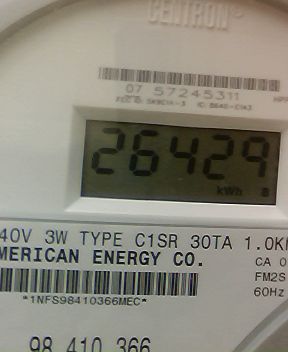 CENTRON®
07 57245311
26429
kWh
40V 3W TYPE C1SR 30TA 1.0K
MERICAN ENERGY CO.
CA 0
FM2S
60Hz
*1NFS98410366MEC*
98 410 366